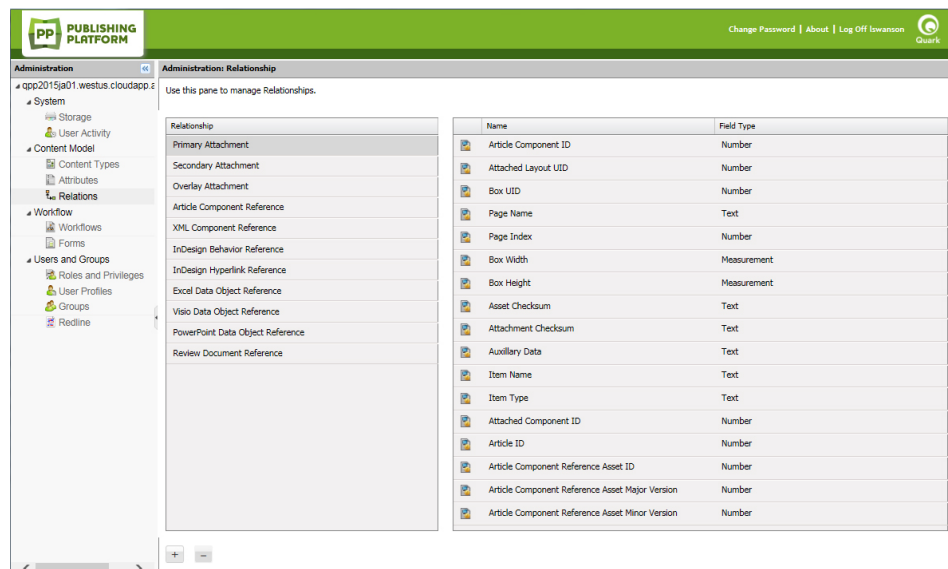 PP PUBLISHING PLATFORM
Change Password | About | Log Off lswanson
Quark
Administration «
Administration: Relationship
qpp2015ja01.westus.cloudapp.a
Use this pane to manage Relationships.
System
Storage
User Activity
Content Model
Content Types
Attributes
Relations
Workflow
Workflows
Forms
Users and Groups
Roles and Privileges
User Profiles
Groups
Redline
Relationship
Primary Attachment
Secondary Attachment
Overlay Attachment
Article Component Reference
XML Component Reference
InDesign Behavior Reference
InDesign Hyperlink Reference
Excel Data Object Reference
Visio Data Object Reference
PowerPoint Data Object Reference
Review Document Reference
Name Field Type
Article Component ID Number
Attached Layout UID Number
Box UID Number
Page Name Text
Page Index Number
Box Width Measurement
Box Height Measurement
Asset Checksum Text
Attachment Checksum Text
Auxillary Data Text
Item Name Text
Item Type Text
Attached Component ID Number
Article ID Number
Article Component Reference Asset ID Number
Article Component Reference Asset Major Version Number
Article Component Reference Asset Minor Version Number
+ −